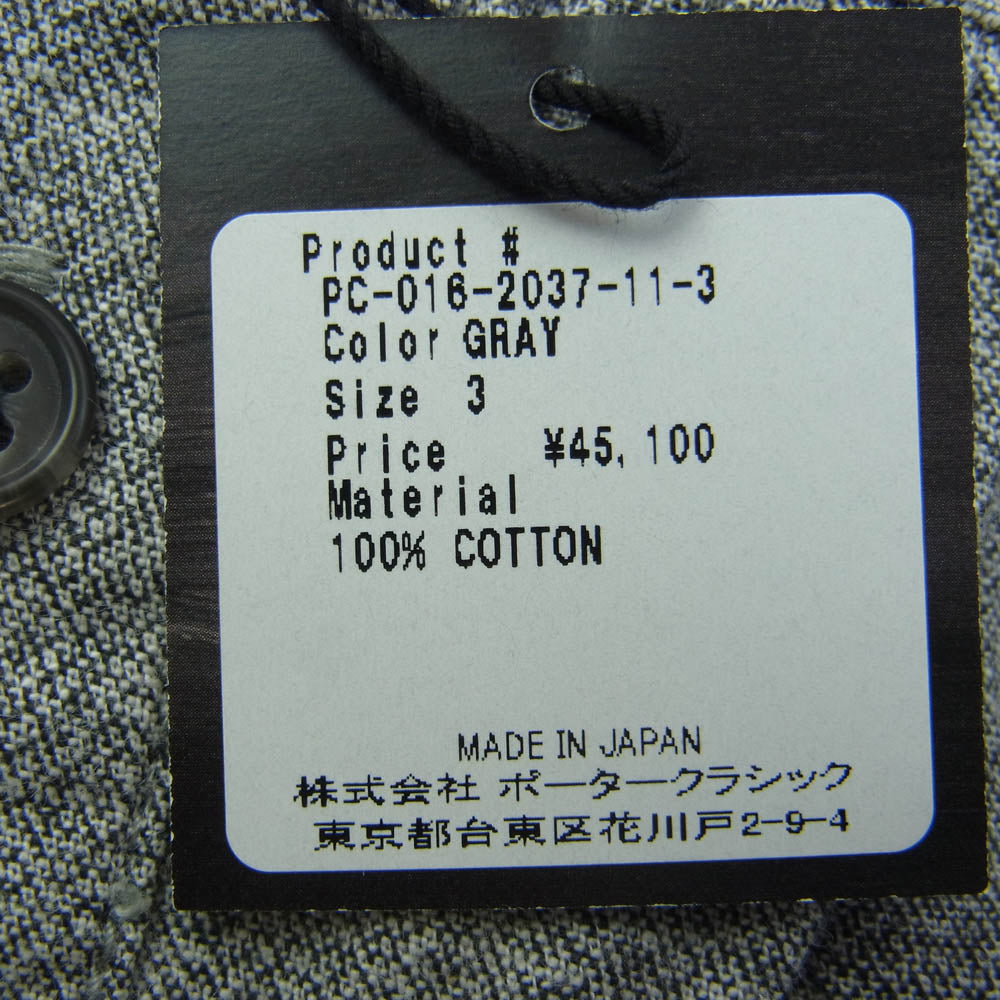 Product #
PC-016-2037-11-3
Color GRAY
Size 3
Price ¥45,100
Material
100% COTTON
MADE IN JAPAN
株式会社 ポータークラシック
東京都台東区花川戸2-9-4